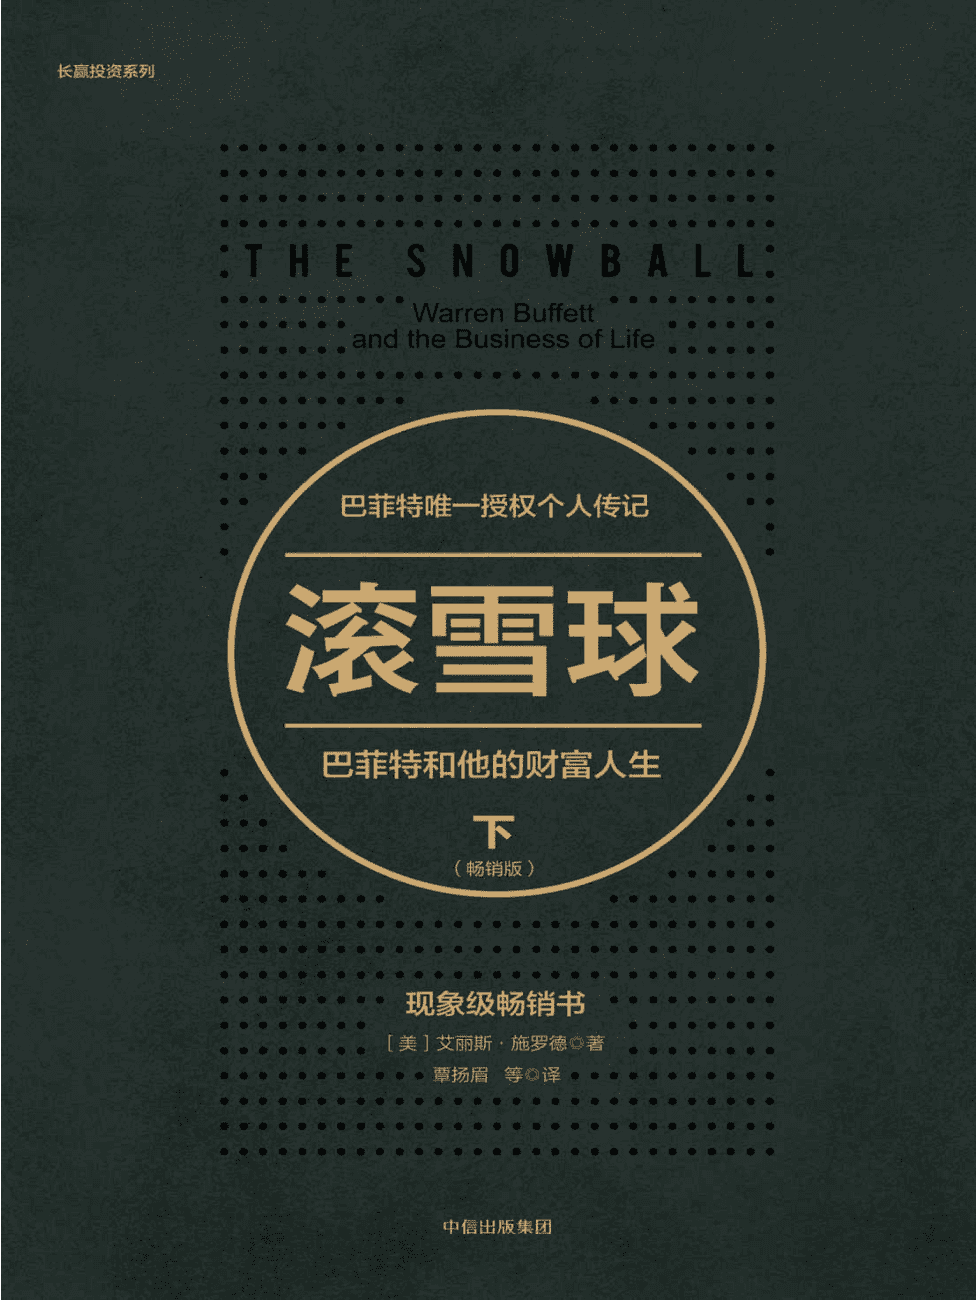 长赢投资系列
THE SNOWBALL
Warren Buffett
and the Business of Life
巴菲特唯一授权个人传记
滚雪球
巴菲特和他的财富人生
下
（畅销版）
现象级畅销书
[美]艾丽斯·施罗德◎著
覃扬眉 等◎译
中信出版集团